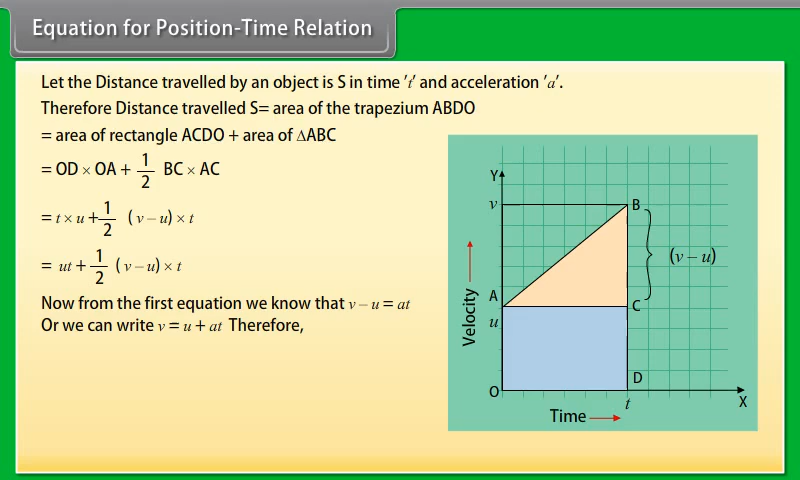 Equation for Position-Time Relation
Let the Distance travelled by an object is S in time 't' and acceleration 'a'.
Therefore Distance travelled S= area of the trapezium ABDO
= area of rectangle ACDO + area of ΔABC
= OD × OA + 1/2 BC × AC
= t × u + 1/2 (v – u) × t
= ut + 1/2 (v – u) × t
Now from the first equation we know that v – u = at
Or we can write v = u + at Therefore,
Y
v
B
(v – u)
Velocity
A
C
u
D
O
t
X
Time